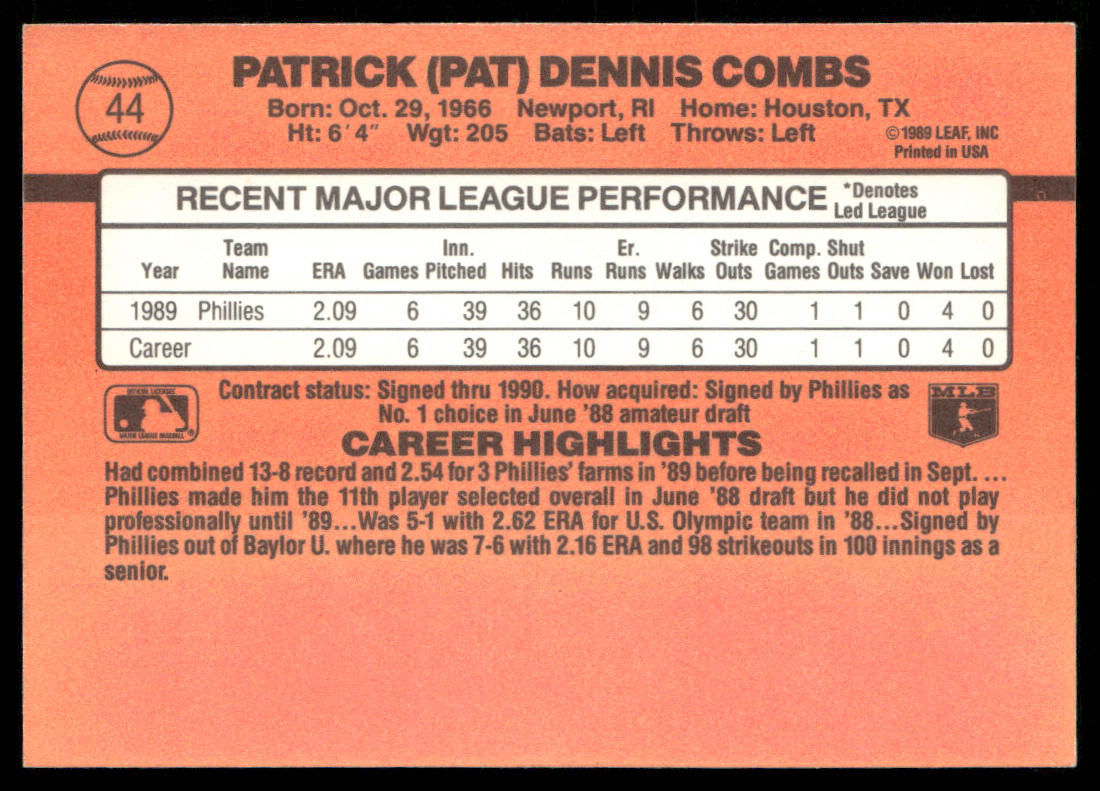 44
PATRICK (PAT) DENNIS COMBS
Born: Oct. 29, 1966 Newport, RI Home: Houston, TX
Ht: 6' 4" Wgt: 205 Bats: Left Throws: Left
©1989 LEAF, INC
Printed in USA
RECENT MAJOR LEAGUE PERFORMANCE
*Denotes
Led League
Team Inn. Er. Strike Comp. Shut
Year Name ERA Games Pitched Hits Runs Runs Walks Outs Games Outs Save Won Lost
1989 Phillies 2.09 6 39 36 10 9 6 30 1 1 0 4 0
Career 2.09 6 39 36 10 9 6 30 1 1 0 4 0
OFFICIAL LICENSEE
MAJOR LEAGUE BASEBALL®
Contract status: Signed thru 1990. How acquired: Signed by Phillies as
No. 1 choice in June '88 amateur draft
MLB
CAREER HIGHLIGHTS
Had combined 13-8 record and 2.54 for 3 Phillies' farms in '89 before being recalled in Sept. ...
Phillies made him the 11th player selected overall in June '88 draft but he did not play
professionally until '89...Was 5-1 with 2.62 ERA for U.S. Olympic team in '88...Signed by
Phillies out of Baylor U. where he was 7-6 with 2.16 ERA and 98 strikeouts in 100 innings as a
senior.